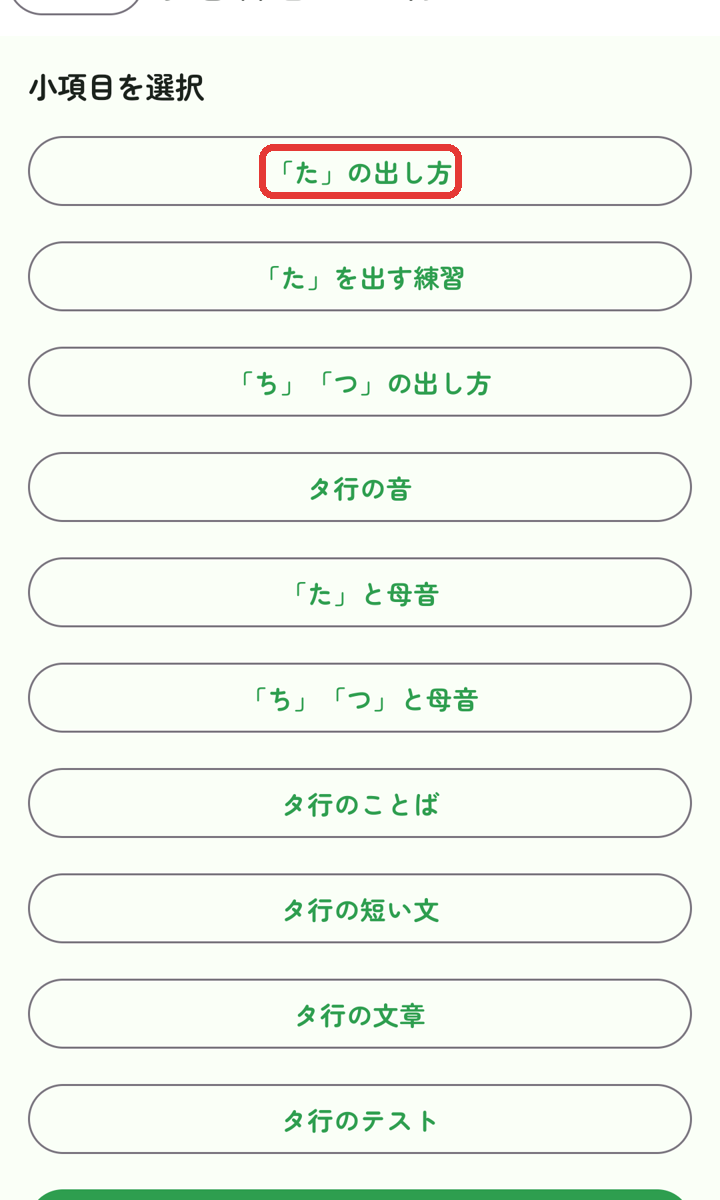 小項目を選択
「た」の出し方
「た」を出す練習
「ち」「つ」の出し方
タ行の音
「た」と母音
「ち」「つ」と母音
タ行のことば
タ行の短い文
タ行の文章
タ行のテスト